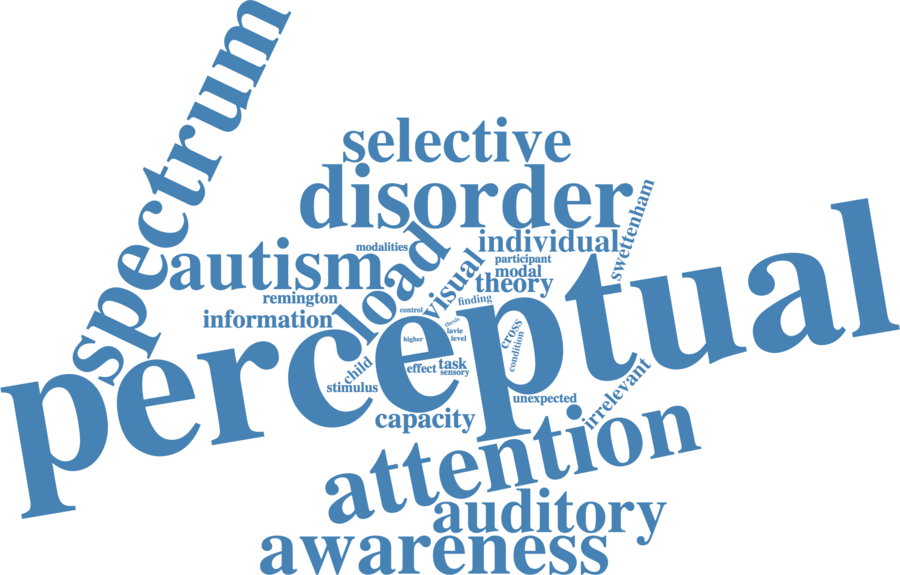 spectrum
selective
disorder
swettenham
individual
modalities
autism
load
visual
participant
modal
theory
remington
finding
information
control
thesis
lavie
level
higher
cross
condition
perceptual
child
effect
task
sensory
stimulus
unexpected
irrelevant
capacity
attention
auditory
awareness